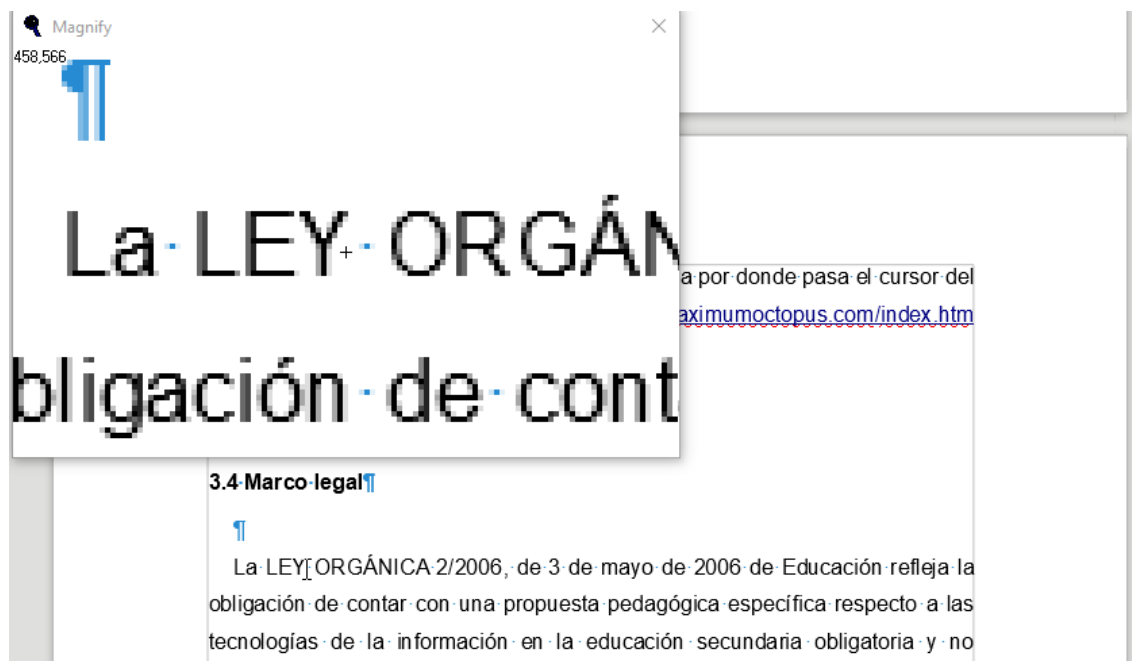 Magnify
458,566
¶
La LEY ORGÁN
bligación de cont
a por donde pasa el cursor del
aximumoctopus.com/index.htm
3.4 Marco legal¶
¶
La LEY ORGÁNICA 2/2006, de 3 de mayo de 2006 de Educación refleja la
obligación de contar con una propuesta pedagógica específica respecto a las
tecnologías de la información en la educación secundaria obligatoria y no